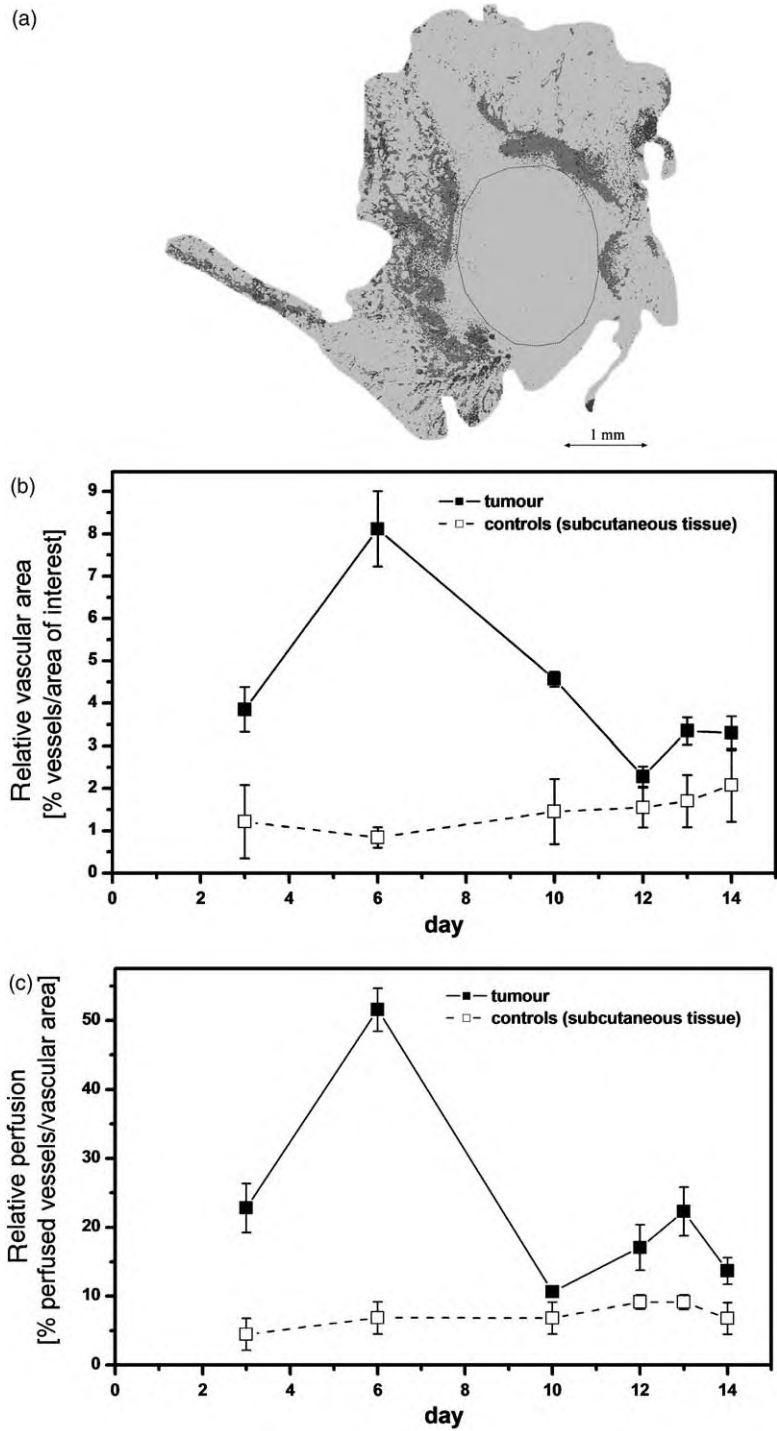 (a)
1 mm
(b)
Relative vascular area
[% vessels/area of interest]
9
8
7
6
5
4
3
2
1
0
tumour
controls (subcutaneous tissue)
0 2 4 6 8 10 12 14
day
(c)
Relative perfusion
[% perfused vessels/vascular area]
50
40
30
20
10
0
tumour
controls (subcutaneous tissue)
0 2 4 6 8 10 12 14
day